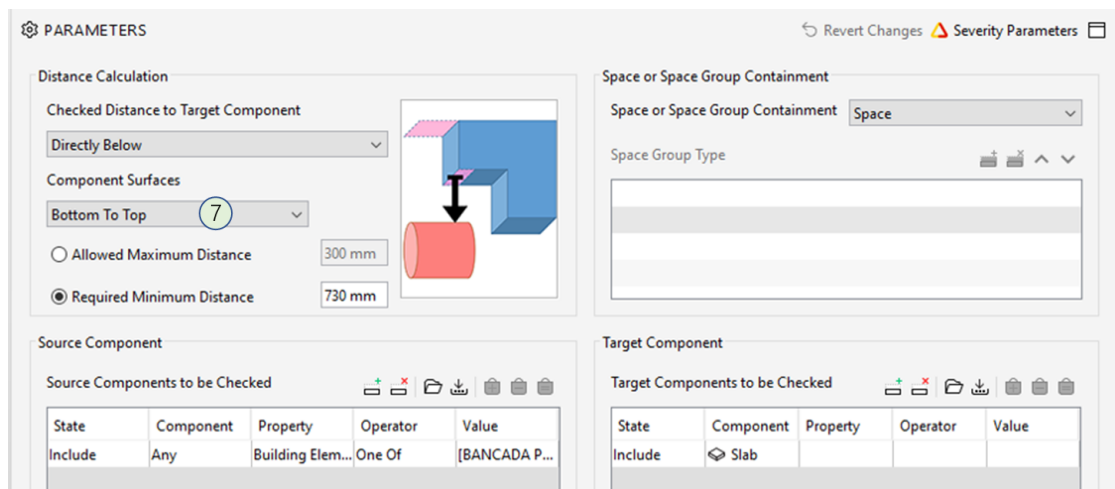 PARAMETERS
Revert Changes Severity Parameters
Distance Calculation
Checked Distance to Target Component
Directly Below
Component Surfaces
Bottom To Top 7
Allowed Maximum Distance 300 mm
Required Minimum Distance 730 mm
Space or Space Group Containment
Space or Space Group Containment Space
Space Group Type
Source Component
Source Components to be Checked
State Component Property Operator Value
Include Any Building Elem... One Of [BANCADA P...
Target Component
Target Components to be Checked
State Component Property Operator Value
Include Slab